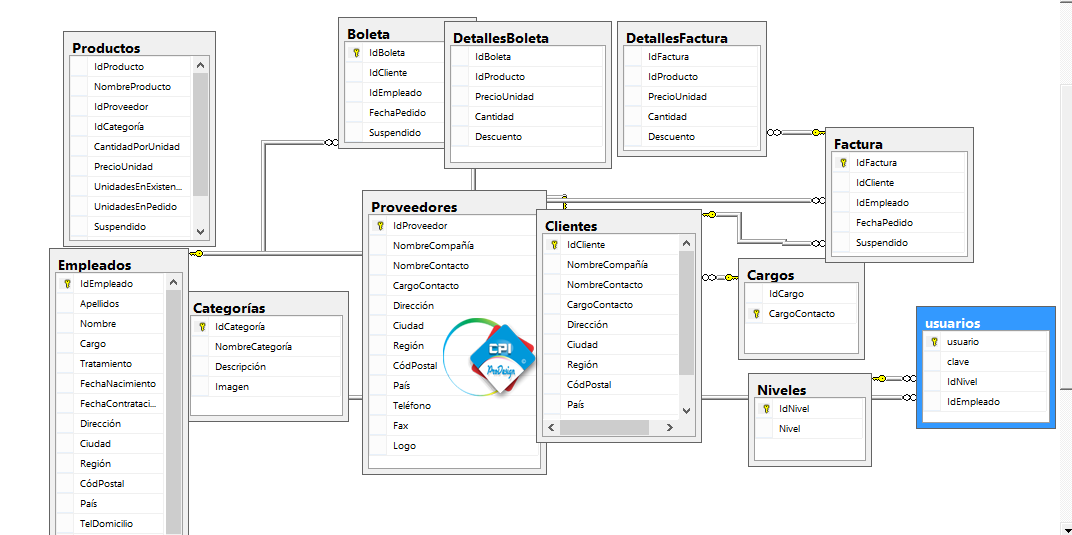 Productos
IdProducto
NombreProducto
IdProveedor
IdCategoría
CantidadPorUnidad
PrecioUnidad
UnidadesEnExisten...
UnidadesEnPedido
Suspendido
Boleta
IdBoleta
IdCliente
IdEmpleado
FechaPedido
Suspendido
DetallesBoleta
IdBoleta
IdProducto
PrecioUnidad
Cantidad
Descuento
DetallesFactura
IdFactura
IdProducto
PrecioUnidad
Cantidad
Descuento
Factura
IdFactura
IdCliente
IdEmpleado
FechaPedido
Suspendido
Empleados
IdEmpleado
Apellidos
Nombre
Cargo
Tratamiento
FechaNacimiento
FechaContrataci...
Dirección
Ciudad
Región
CódPostal
País
TelDomicilio
Categorías
IdCategoría
NombreCategoría
Descripción
Imagen
Proveedores
IdProveedor
NombreCompañía
NombreContacto
CargoContacto
Dirección
Ciudad
Región
CódPostal
País
Teléfono
Fax
Logo
CPI
ProDesign
Clientes
IdCliente
NombreCompañía
NombreContacto
CargoContacto
Dirección
Ciudad
Región
CódPostal
País
Cargos
IdCargo
CargoContacto
Niveles
IdNivel
Nivel
usuarios
usuario
clave
IdNivel
IdEmpleado